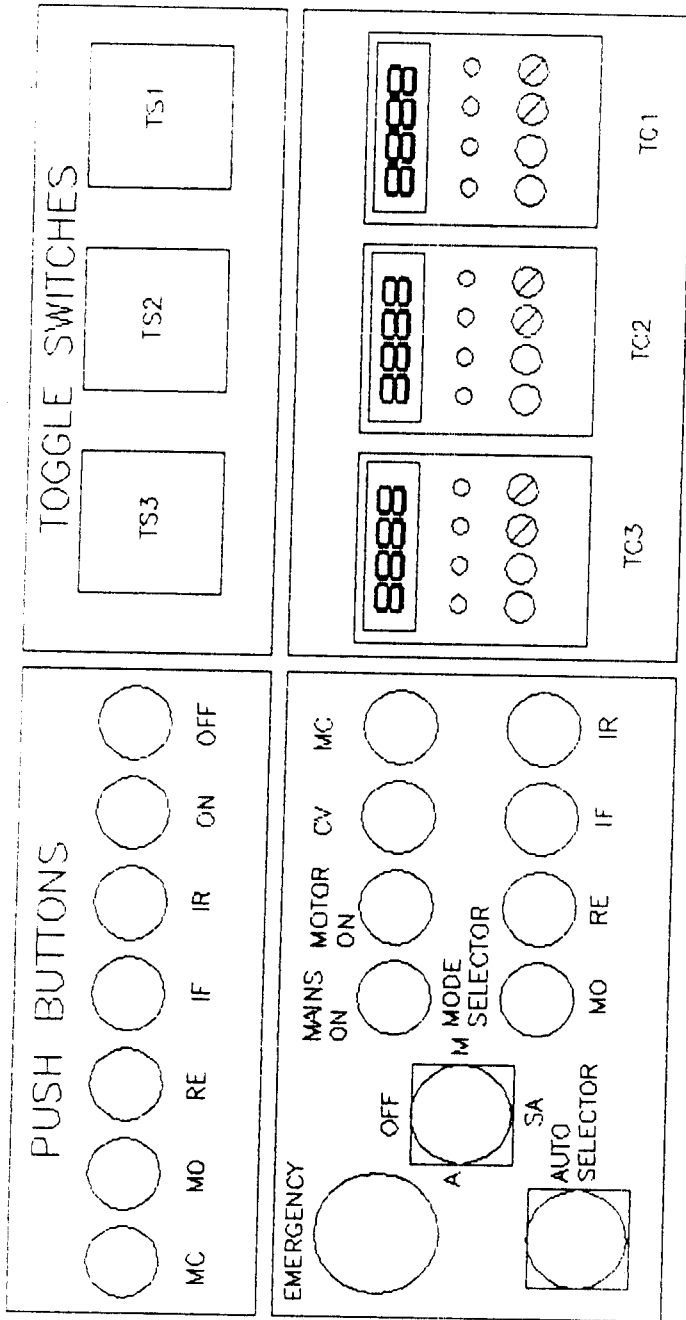 PUSH BUTTONS
MC MO RE IF IR ON OFF
TOGGLE SWITCHES
TS3 TS2 TS1
EMERGENCY
MAINS
ON
MOTOR
ON
CV
MC
OFF
A
M
SA
MODE
SELECTOR
AUTO
SELECTOR
MO RE IF IR
8888 8888 8888
TC3 TC2 TC1